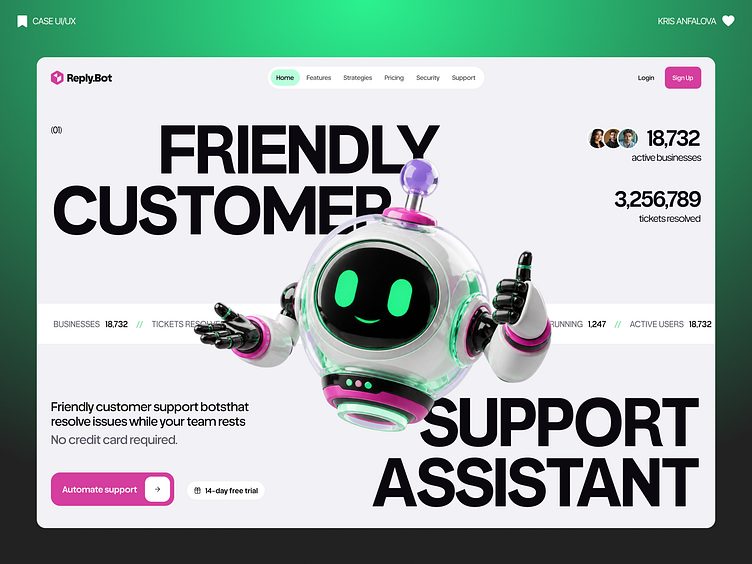 CASE UI/UX
KRIS ANFALOVA
Reply.Bot
Home Features Strategies Pricing Security Support
Login Sign Up
(01)
FRIENDLY
CUSTOMER
18,732
active businesses
3,256,789
tickets resolved
BUSINESSES 18,732 // TICKETS RESOLVED
RUNNING 1,247 // ACTIVE USERS 18,732
Friendly customer support botsthat
resolve issues while your team rests
No credit card required.
SUPPORT
ASSISTANT
Automate support
14-day free trial